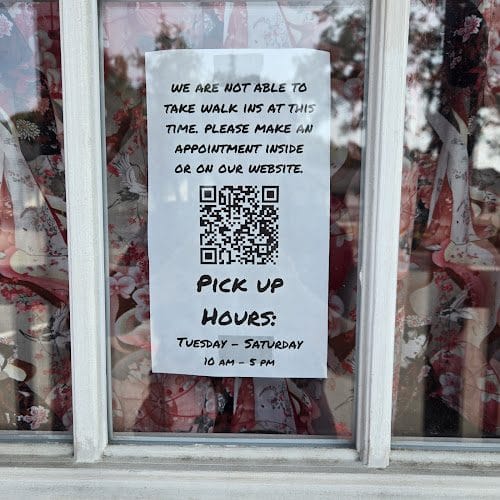 WE ARE NOT ABLE TO
TAKE WALK INS AT THIS
TIME. PLEASE MAKE AN
APPOINTMENT INSIDE
OR ON OUR WEBSITE.
PICK UP
HOURS:
TUESDAY - SATURDAY
10 AM - 5 PM